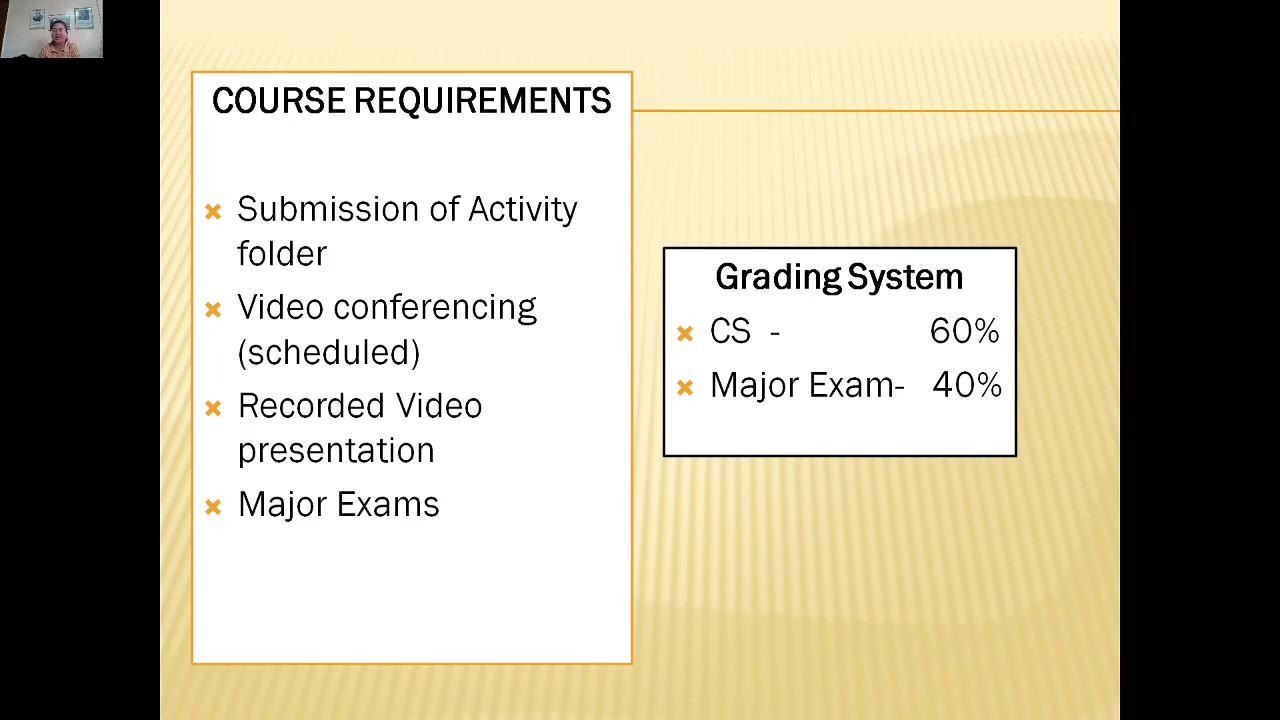 COURSE REQUIREMENTS
Submission of Activity
folder
Video conferencing
(scheduled)
Recorded Video
presentation
Major Exams
Grading System
CS - 60%
Major Exam- 40%